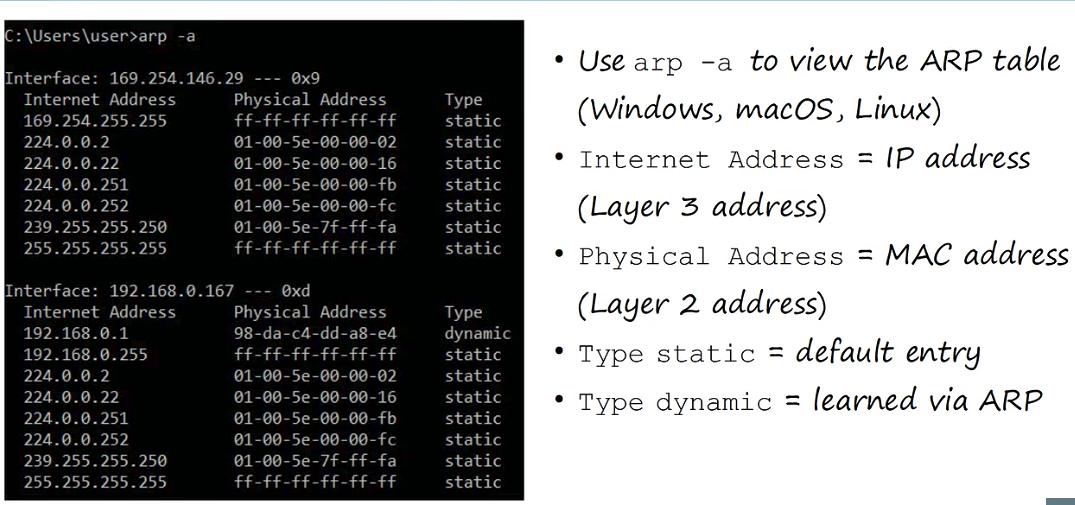 C:\Users\user>arp -a
Interface: 169.254.146.29 --- 0x9
Internet Address Physical Address Type
169.254.255.255 ff-ff-ff-ff-ff-ff static
224.0.0.2 01-00-5e-00-00-02 static
224.0.0.22 01-00-5e-00-00-16 static
224.0.0.251 01-00-5e-00-00-fb static
224.0.0.252 01-00-5e-00-00-fc static
239.255.255.250 01-00-5e-7f-ff-fa static
255.255.255.255 ff-ff-ff-ff-ff-ff static
Interface: 192.168.0.167 --- 0xd
Internet Address Physical Address Type
192.168.0.1 98-da-c4-dd-a8-e4 dynamic
192.168.0.255 ff-ff-ff-ff-ff-ff static
224.0.0.2 01-00-5e-00-00-02 static
224.0.0.22 01-00-5e-00-00-16 static
224.0.0.251 01-00-5e-00-00-fb static
224.0.0.252 01-00-5e-00-00-fc static
239.255.255.250 01-00-5e-7f-ff-fa static
255.255.255.255 ff-ff-ff-ff-ff-ff static
• Use arp -a to view the ARP table
(Windows, macOS, Linux)
• Internet Address = IP address
(Layer 3 address)
• Physical Address = MAC address
(Layer 2 address)
• Type static = default entry
• Type dynamic = learned via ARP